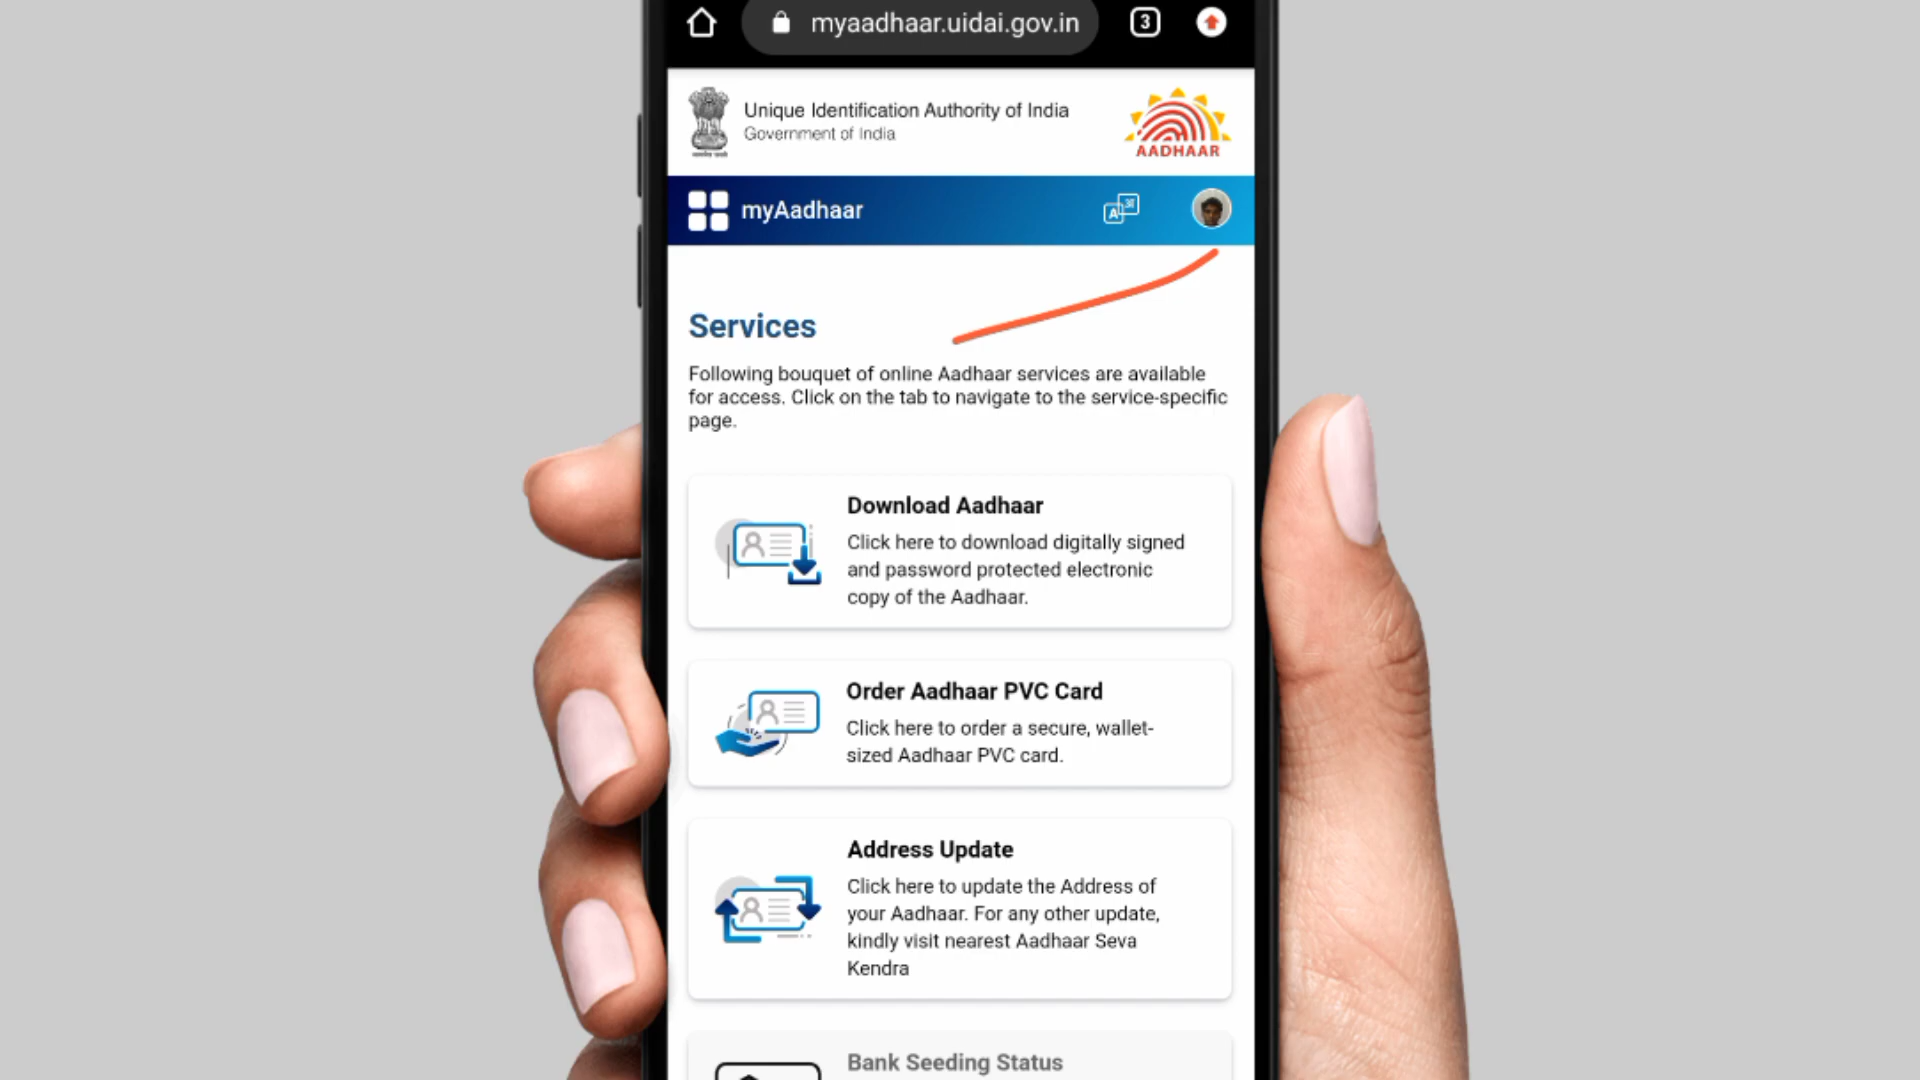 myaadhaar.uidai.gov.in
3
Unique Identification Authority of India
Government of India
AADHAAR
myAadhaar
A अ
Services
Following bouquet of online Aadhaar services are available
for access. Click on the tab to navigate to the service-specific
page.
Download Aadhaar
Click here to download digitally signed
and password protected electronic
copy of the Aadhaar.
Order Aadhaar PVC Card
Click here to order a secure, wallet-
sized Aadhaar PVC card.
Address Update
Click here to update the Address of
your Aadhaar. For any other update,
kindly visit nearest Aadhaar Seva
Kendra
Bank Seeding Status